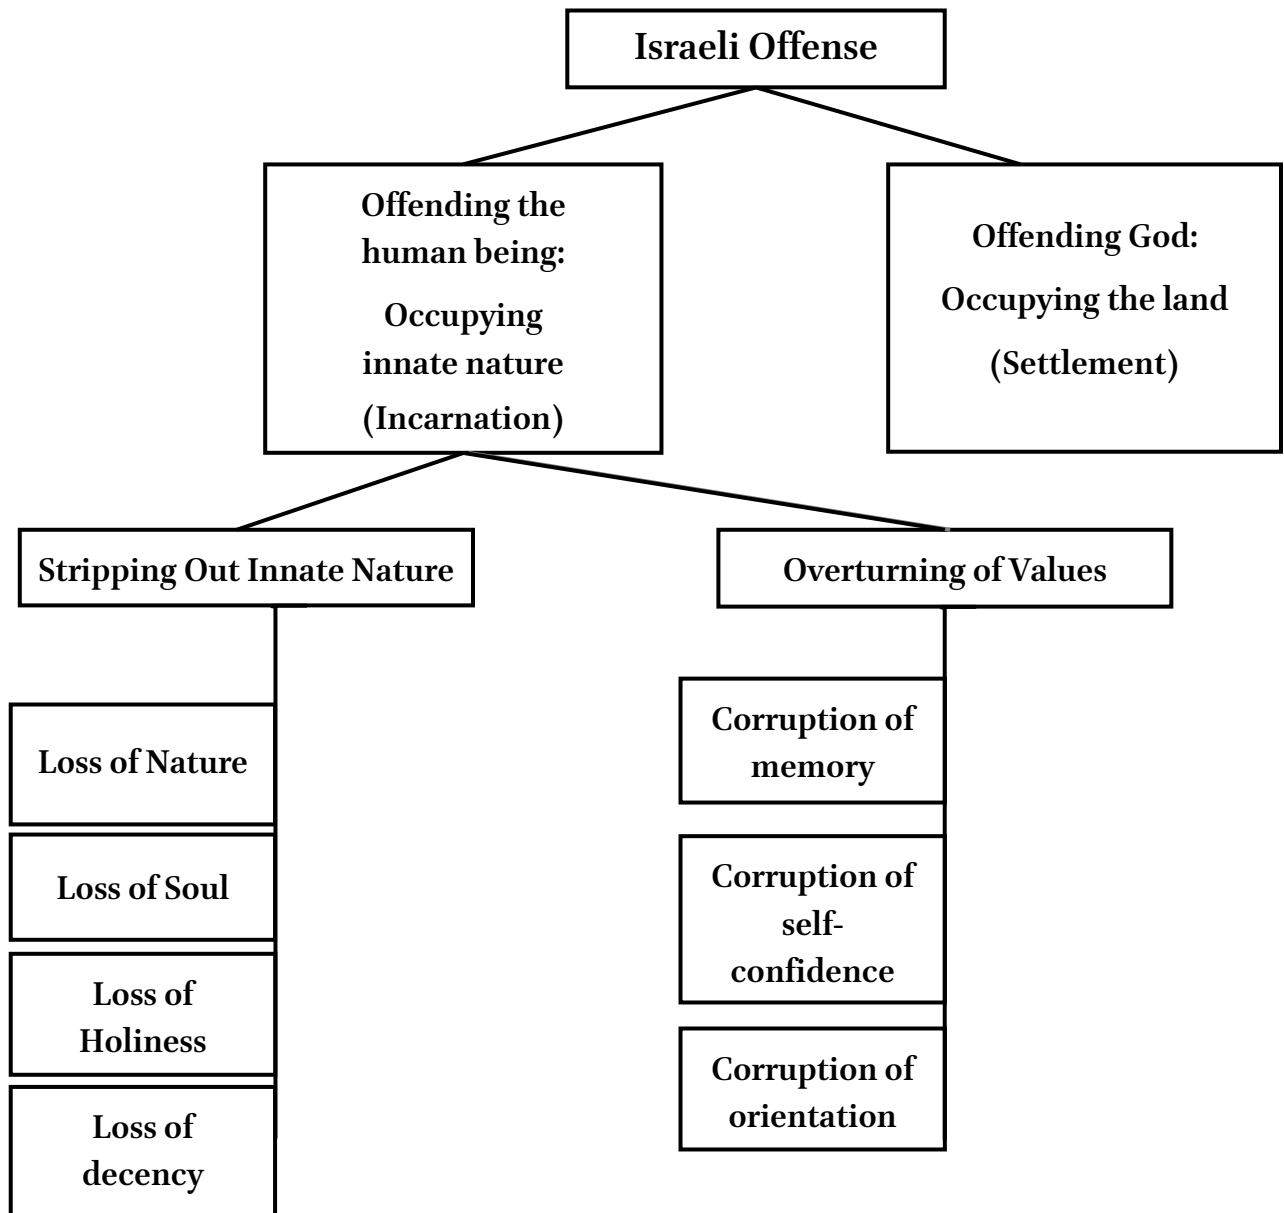 Israeli Offense
Offending the
human being:
Occupying
innate nature
(Incarnation)
Offending God:
Occupying the land
(Settlement)
Stripping Out Innate Nature
Overturning of Values
Loss of Nature
Loss of Soul
Loss of
Holiness
Loss of
decency
Corruption of
memory
Corruption of
self-
confidence
Corruption of
orientation